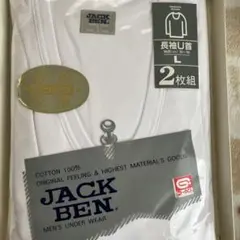 JACK
BEN.
長袖U首
L
2枚組
COTTON 100%
ORIGINAL FEELING & HIGHEST MATERIAL'S GOODS
JACK
BEN.
MEN'S UNDER WEAR